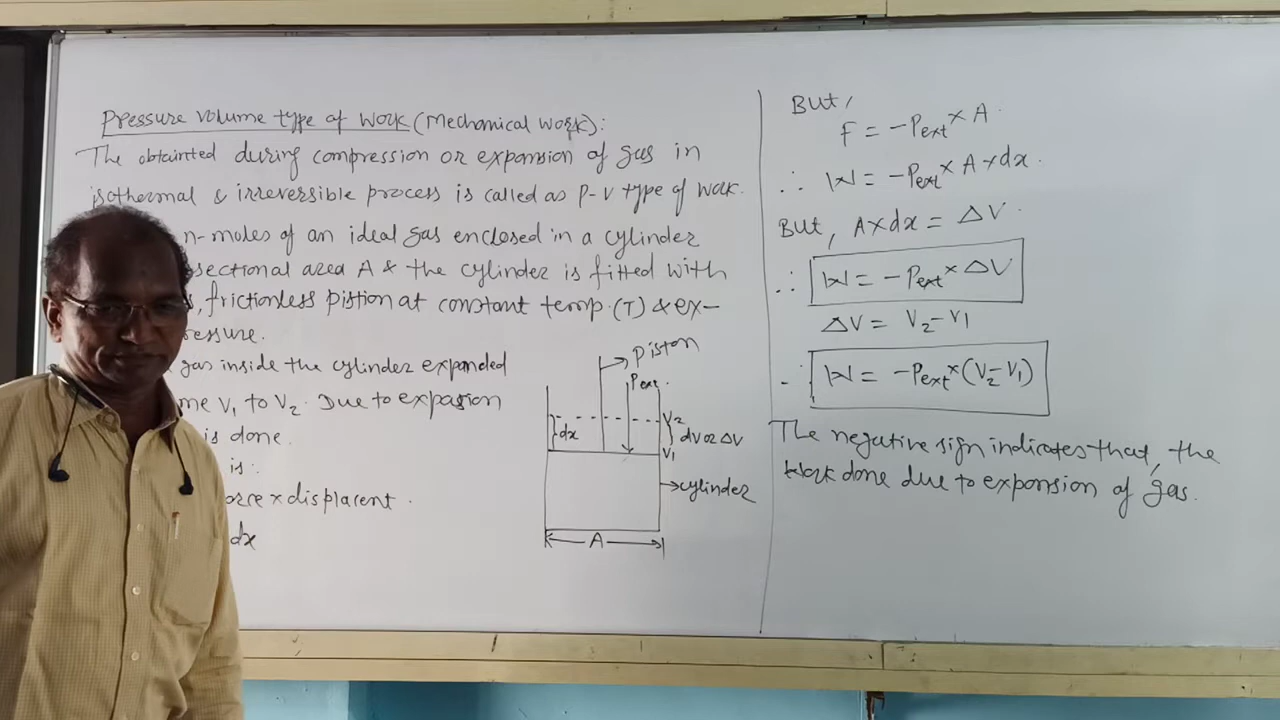 Pressure volume type of work (Mechanical work):
The obtainted during compression or expansion of gas in
isothermal & irreversible process is called as P-V type of work.
n-moles of an ideal gas enclosed in a cylinder
sectional area A & the cylinder is fitted with
, frictionless pistion at constant temp.(T) & ex-
ressure.
gas inside the cylinder expanded
me V1 to V2. Due to expasion
is done.
is:
orce × displacent.
dx
piston
Pext.
dx
V2
dV or ΔV
V1
cylinder
A
But,
F = -Pext × A.
∴ W = -Pext × A × dx.
But, A×dx = ΔV.
∴ W = -Pext × ΔV
ΔV = V2-V1
∴ W = -Pext × (V2-V1)
The negative sign indicates that, the
work done due to expansion of gas.